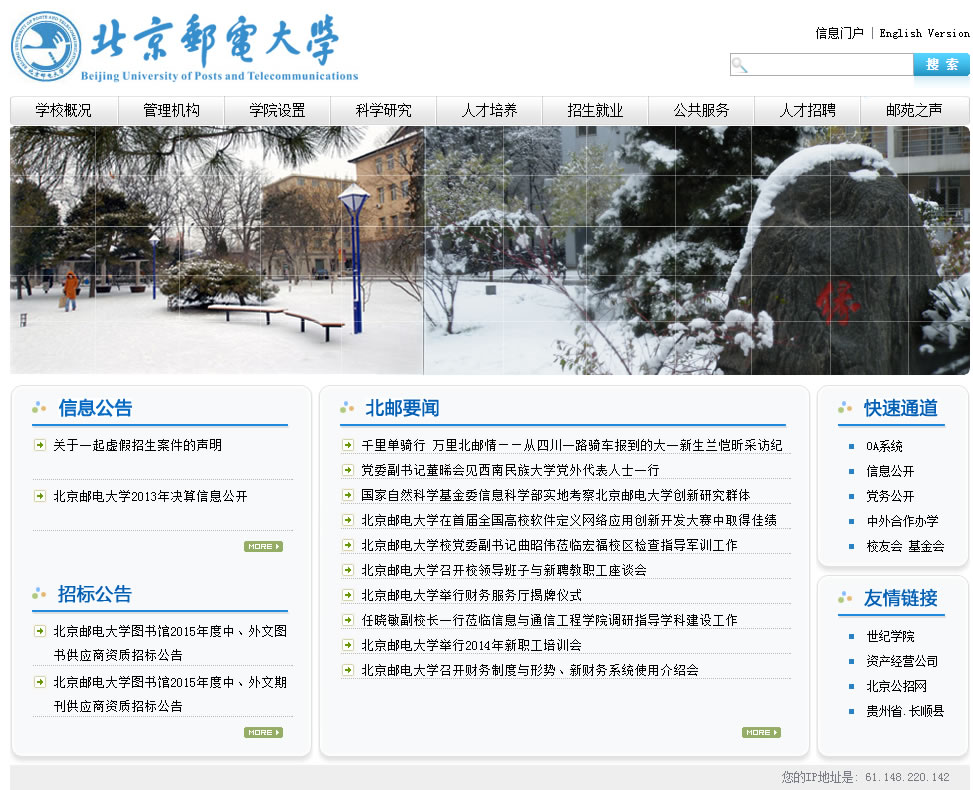 北京郵電大學
Beijing University of Posts and Telecommunications
信息门户 | English Version
搜 索
学校概况 管理机构 学院设置 科学研究 人才培养 招生就业 公共服务 人才招聘 邮苑之声
信息公告
关于一起虚假招生案件的声明
北京邮电大学2013年决算信息公开
MORE
招标公告
北京邮电大学图书馆2015年度中、外文图
书供应商资质招标公告
北京邮电大学图书馆2015年度中、外文期
刊供应商资质招标公告
MORE
北邮要闻
千里单骑行 万里北邮情－－从四川一路骑车报到的大一新生兰恺昕采访纪
党委副书记董晞会见西南民族大学党外代表人士一行
国家自然科学基金委信息科学部实地考察北京邮电大学创新研究群体
北京邮电大学在首届全国高校软件定义网络应用创新开发大赛中取得佳绩
北京邮电大学校党委副书记曲昭伟莅临宏福校区检查指导军训工作
北京邮电大学召开校领导班子与新聘教职工座谈会
北京邮电大学举行财务服务厅揭牌仪式
任晓敏副校长一行莅临信息与通信工程学院调研指导学科建设工作
北京邮电大学举行2014年新职工培训会
北京邮电大学召开财务制度与形势、新财务系统使用介绍会
MORE
快速通道
OA系统
信息公开
党务公开
中外合作办学
校友会 基金会
友情链接
世纪学院
资产经营公司
北京公招网
贵州省.长顺县
您的IP地址是: 61.148.220.142